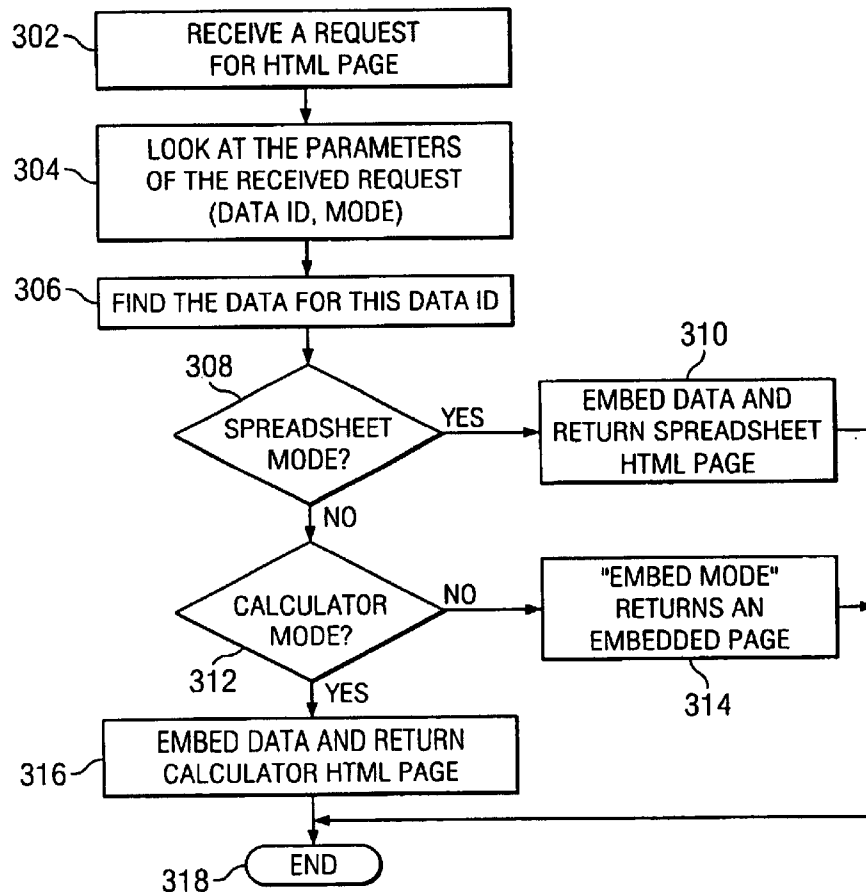 302
RECEIVE A REQUEST
FOR HTML PAGE
304
LOOK AT THE PARAMETERS
OF THE RECEIVED REQUEST
(DATA ID, MODE)
306
FIND THE DATA FOR THIS DATA ID
308
SPREADSHEET
MODE?
YES
310
EMBED DATA AND
RETURN SPREADSHEET
HTML PAGE
NO
312
CALCULATOR
MODE?
NO
"EMBED MODE"
RETURNS AN
EMBEDDED PAGE
314
YES
316
EMBED DATA AND RETURN
CALCULATOR HTML PAGE
318
END